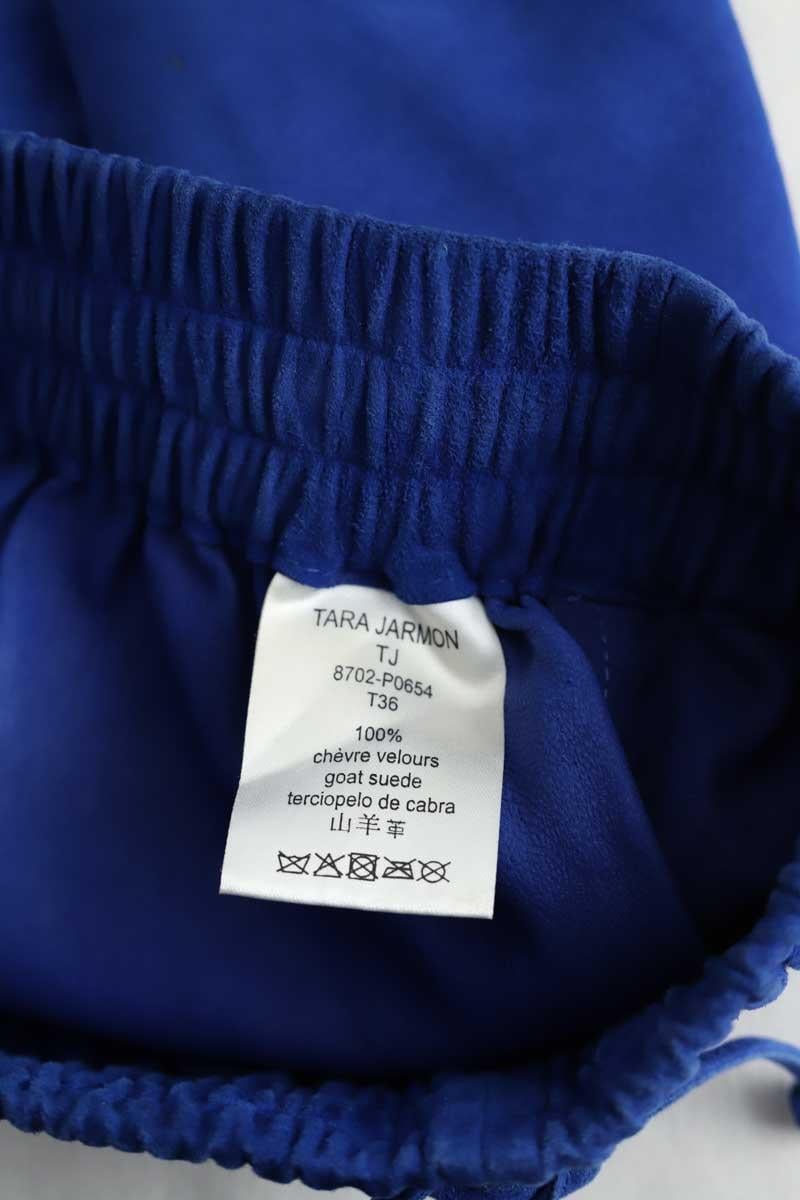 TARA JARMON
TJ
8702-P0654
T36
100%
chèvre velours
goat suede
terciopelo de cabra
山羊革